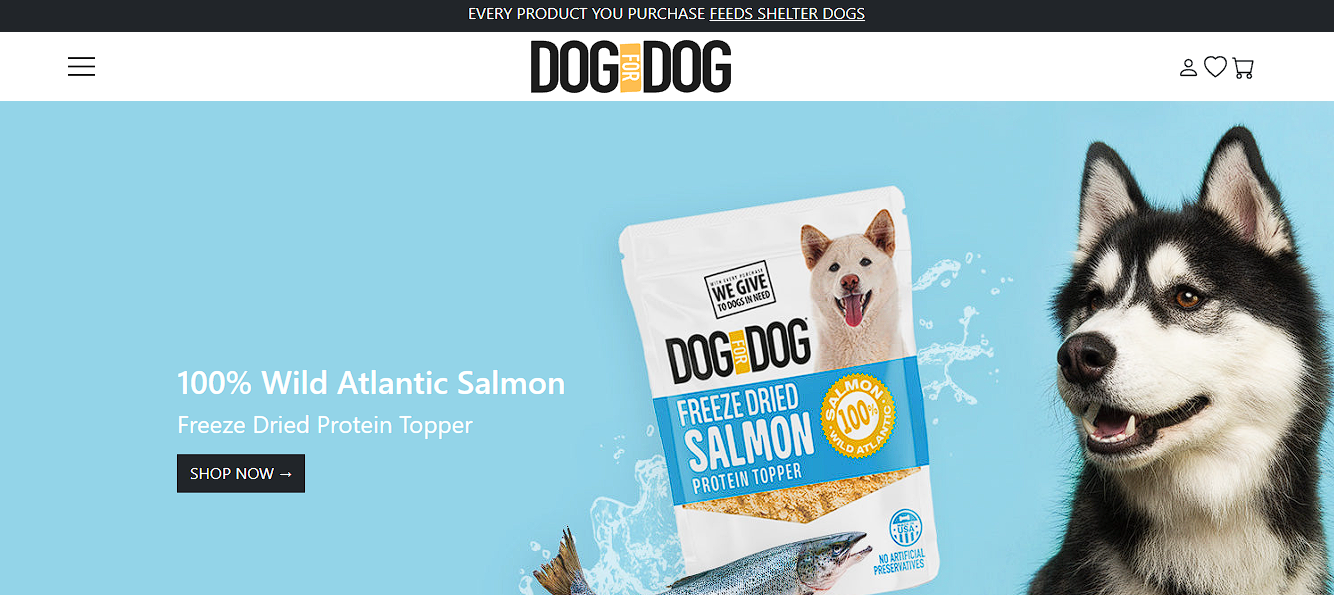 EVERY PRODUCT YOU PURCHASE FEEDS SHELTER DOGS
DOG FOR DOG
100% Wild Atlantic Salmon
Freeze Dried Protein Topper
SHOP NOW →
WITH EVERY PURCHASE
WE GIVE
TO DOGS IN NEED
DOG FOR DOG
FREEZE DRIED
SALMON
PROTEIN TOPPER
SALMON
100%
WILD ATLANTIC
USA
NO ARTIFICIAL
PRESERVATIVES